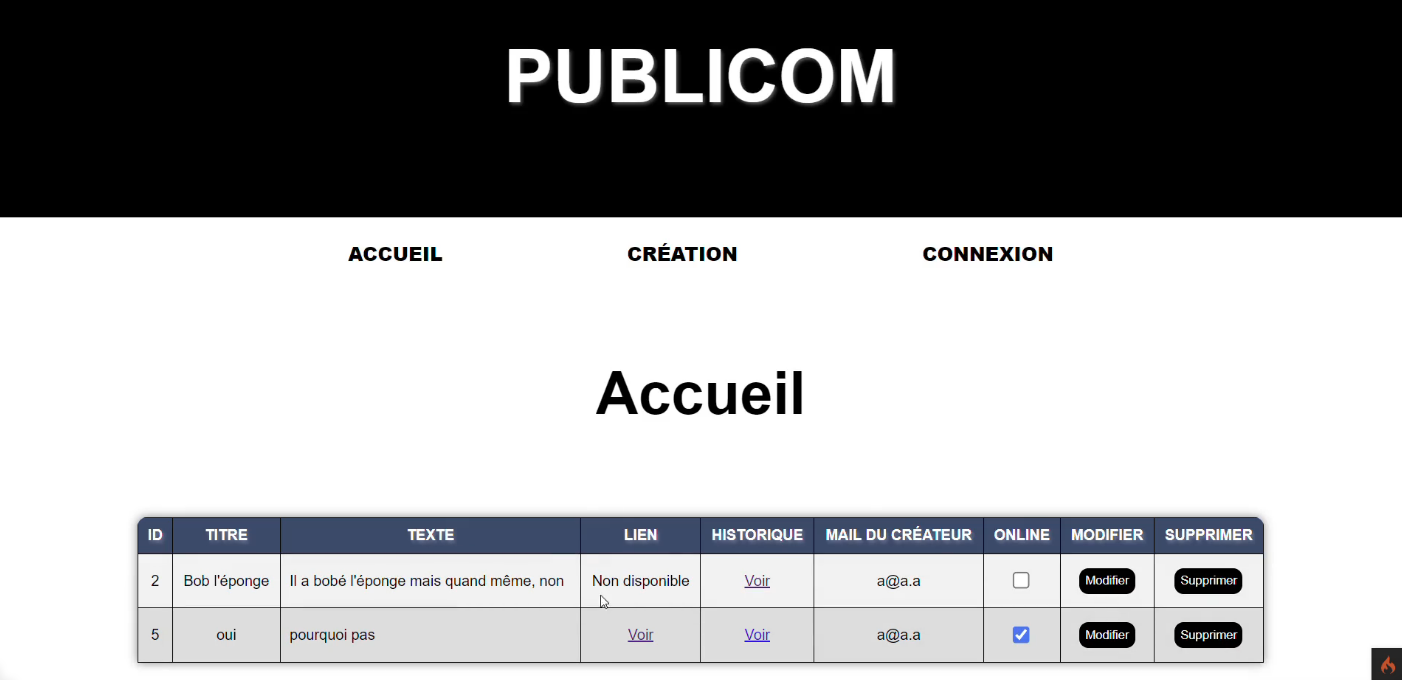 PUBLICOM
ACCUEIL CRÉATION CONNEXION
Accueil
ID TITRE TEXTE LIEN HISTORIQUE MAIL DU CRÉATEUR ONLINE MODIFIER SUPPRIMER
2 Bob l'éponge Il a bobé l'éponge mais quand même, non Non disponible Voir a@a.a Modifier Supprimer
5 oui pourquoi pas Voir Voir a@a.a Modifier Supprimer